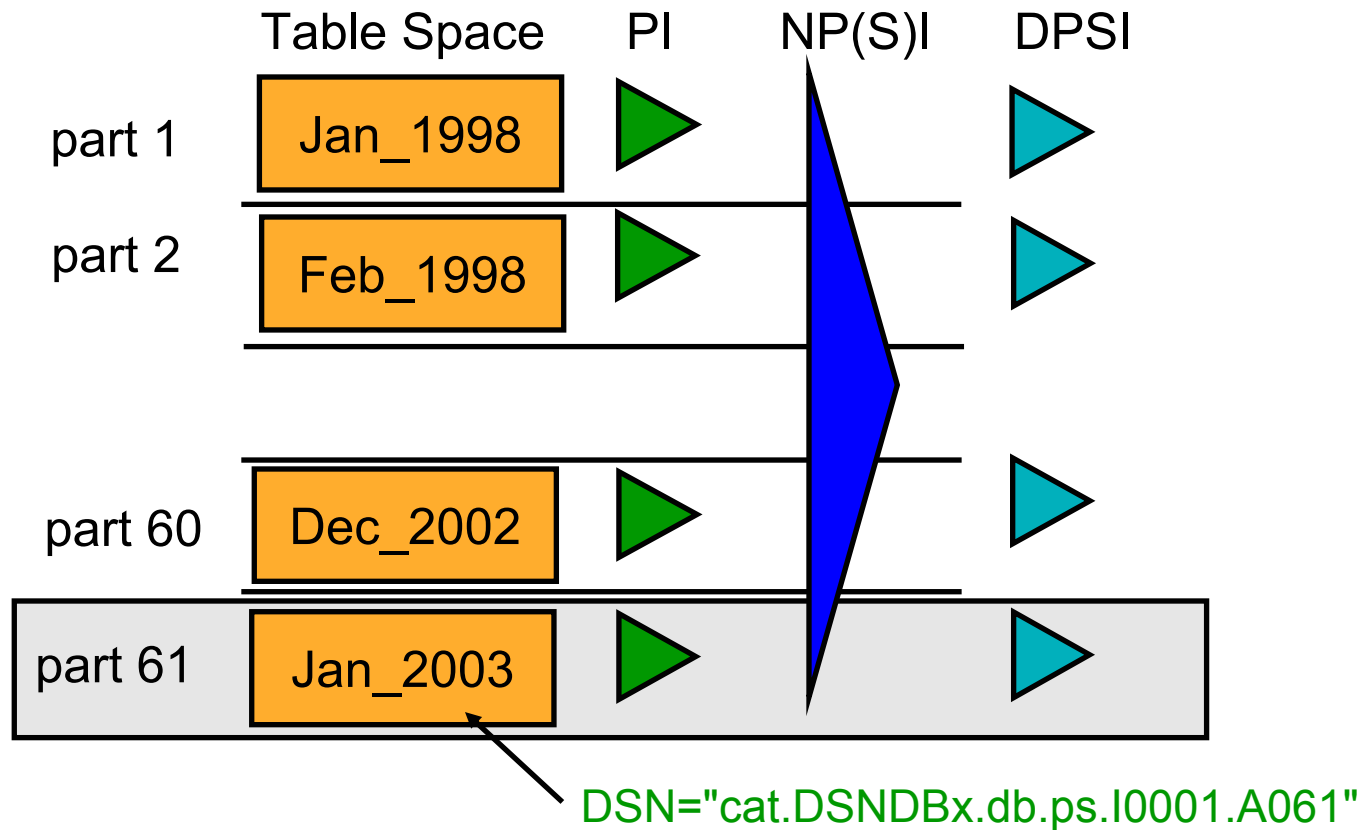 Table Space PI NP(S)I DPSI
part 1 Jan_1998
part 2 Feb_1998
part 60 Dec_2002
part 61 Jan_2003
DSN="cat.DSNDBx.db.ps.I0001.A061"